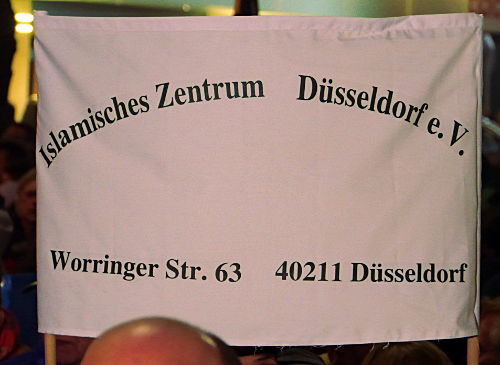 Islamisches Zentrum Düsseldorf e. V.
Worringer Str. 63 40211 Düsseldorf